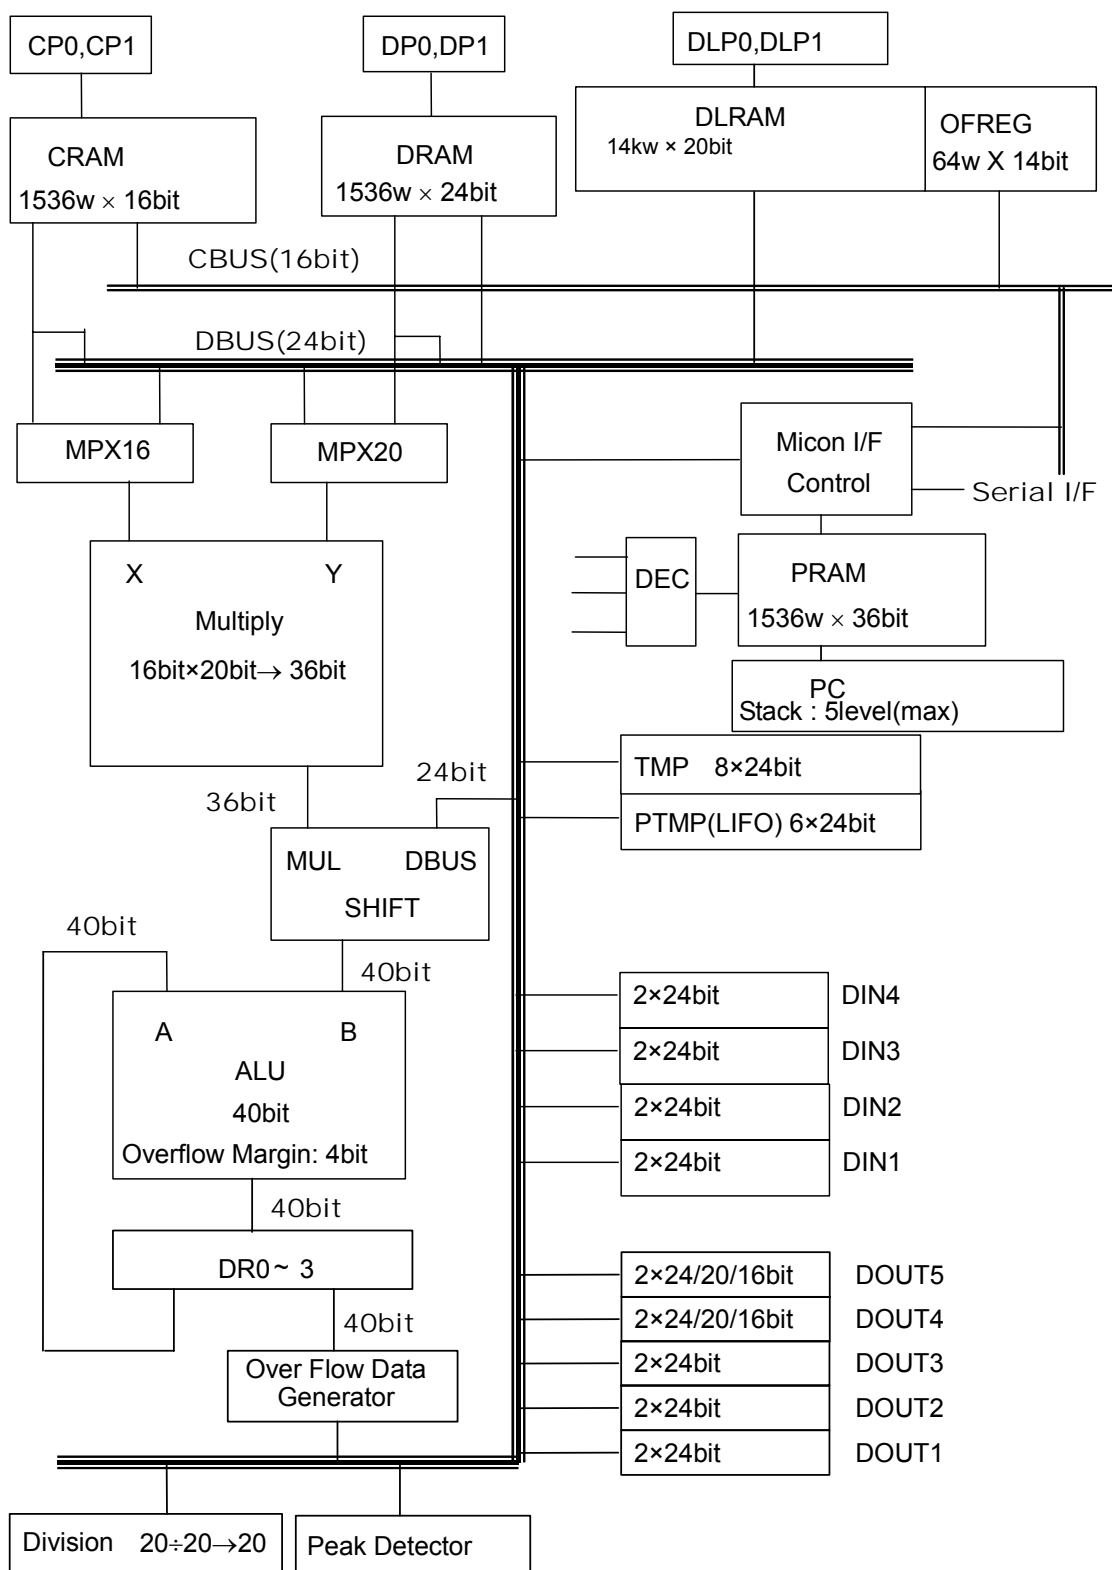 CP0,CP1
DP0,DP1
DLP0,DLP1
CRAM
1536w × 16bit
DRAM
1536w × 24bit
DLRAM
14kw × 20bit
OFREG
64w X 14bit
CBUS(16bit)
DBUS(24bit)
MPX16
MPX20
Micon I/F
Control
Serial I/F
X
Y
Multiply
16bit×20bit→ 36bit
DEC
PRAM
1536w × 36bit
PC
Stack : 5level(max)
36bit
24bit
TMP 8×24bit
PTMP(LIFO) 6×24bit
MUL
DBUS
SHIFT
40bit
40bit
A
B
ALU
40bit
Overflow Margin: 4bit
2×24bit DIN4
2×24bit DIN3
2×24bit DIN2
2×24bit DIN1
40bit
DR0~ 3
40bit
Over Flow Data
Generator
2×24/20/16bit DOUT5
2×24/20/16bit DOUT4
2×24bit DOUT3
2×24bit DOUT2
2×24bit DOUT1
Division 20÷20→20
Peak Detector